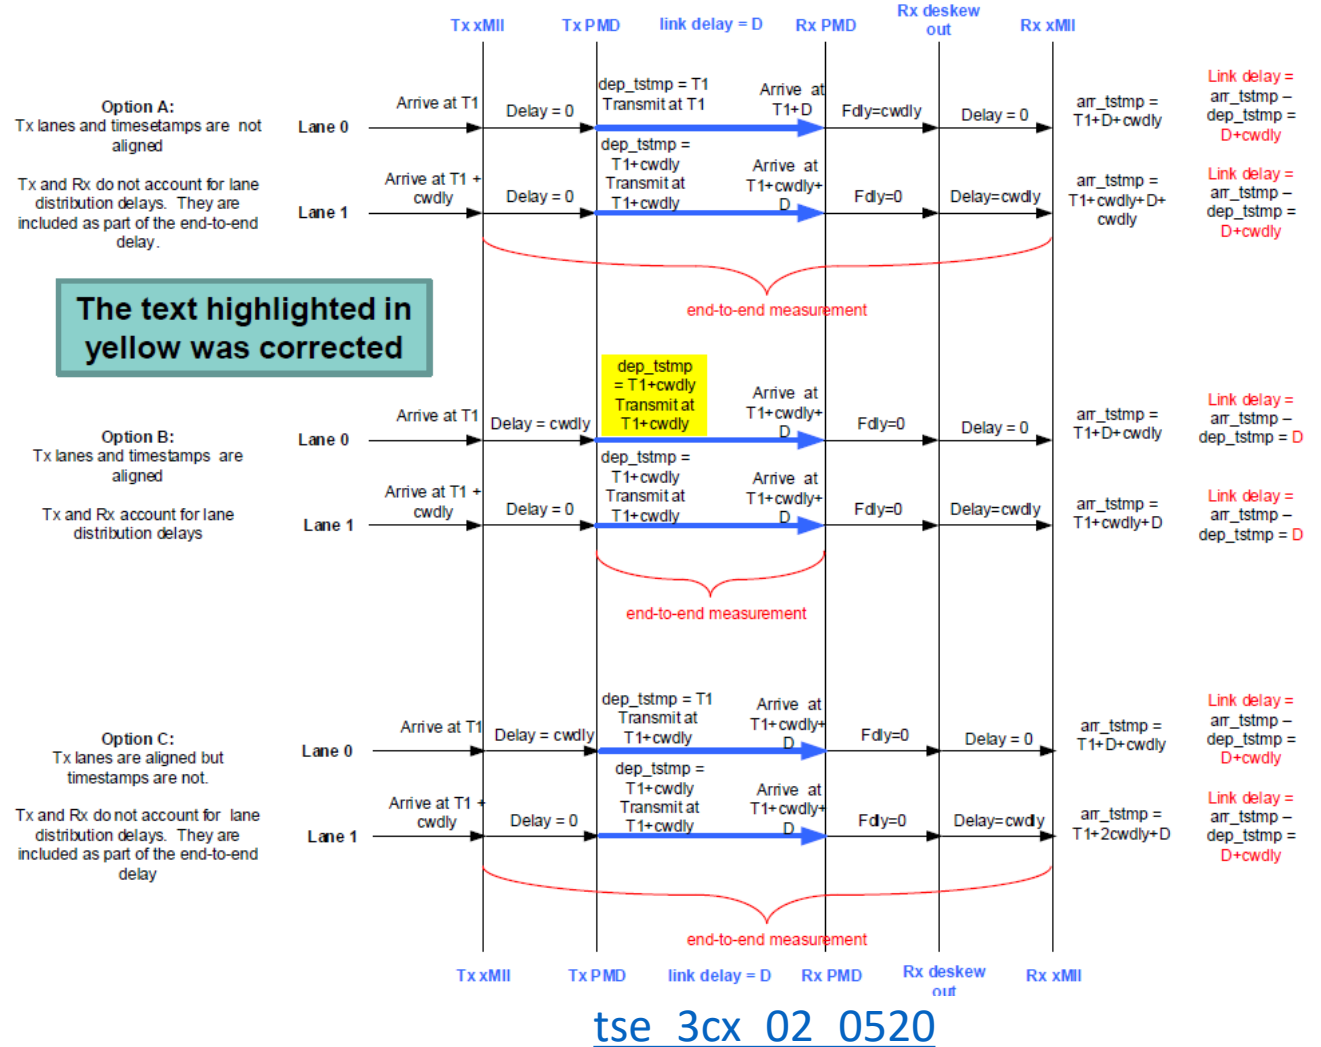 Tx xMII
Tx PMD
link delay = D
Rx PMD
Rx deskew
out
Rx xMII
Option A:
Tx lanes and timesetamps are not
aligned
Tx and Rx do not account for lane
distribution delays. They are
included as part of the end-to-end
delay.
Lane 0
Arrive at T1
Delay = 0
dep_tstmp = T1
Transmit at T1
Arrive at
T1+D
Fdly=cwdly
Delay = 0
arr_tstmp =
T1+D+cwdly
Link delay =
arr_tstmp –
dep_tstmp =
D+cwdly
Lane 1
Arrive at T1 +
cwdly
Delay = 0
dep_tstmp =
T1+cwdly
Transmit at
T1+cwdly
Arrive at
T1+cwdly+
D
Fdly=0
Delay=cwdly
arr_tstmp =
T1+cwdly+D+
cwdly
Link delay =
arr_tstmp –
dep_tstmp =
D+cwdly
end-to-end measurement
The text highlighted in
yellow was corrected
Option B:
Tx lanes and timestamps are
aligned
Tx and Rx account for lane
distribution delays
Lane 0
Arrive at T1
Delay = cwdly
dep_tstmp
= T1+cwdly
Transmit at
T1+cwdly
Arrive at
T1+cwdly+
D
Fdly=0
Delay = 0
arr_tstmp =
T1+D+cwdly
Link delay =
arr_tstmp –
dep_tstmp = D
Lane 1
Arrive at T1 +
cwdly
Delay = 0
dep_tstmp =
T1+cwdly
Transmit at
T1+cwdly
Arrive at
T1+cwdly+
D
Fdly=0
Delay=cwdly
arr_tstmp =
T1+cwdly+D
Link delay =
arr_tstmp –
dep_tstmp = D
end-to-end measurement
Option C:
Tx lanes are aligned but
timestamps are not.
Tx and Rx do not account for lane
distribution delays. They are
included as part of the end-to-end
delay
Lane 0
Arrive at T1
Delay = cwdly
dep_tstmp = T1
Transmit at
T1+cwdly
Arrive at
T1+cwdly+
D
Fdly=0
Delay = 0
arr_tstmp =
T1+D+cwdly
Link delay =
arr_tstmp –
dep_tstmp =
D+cwdly
Lane 1
Arrive at T1 +
cwdly
Delay = 0
dep_tstmp =
T1+cwdly
Transmit at
T1+cwdly
Arrive at
T1+cwdly+
D
Fdly=0
Delay=cwdly
arr_tstmp =
T1+2cwdly+D
Link delay =
arr_tstmp –
dep_tstmp =
D+cwdly
end-to-end measurement
Tx xMII
Tx PMD
link delay = D
Rx PMD
Rx deskew
out
Rx xMII
tse_3cx_02_0520